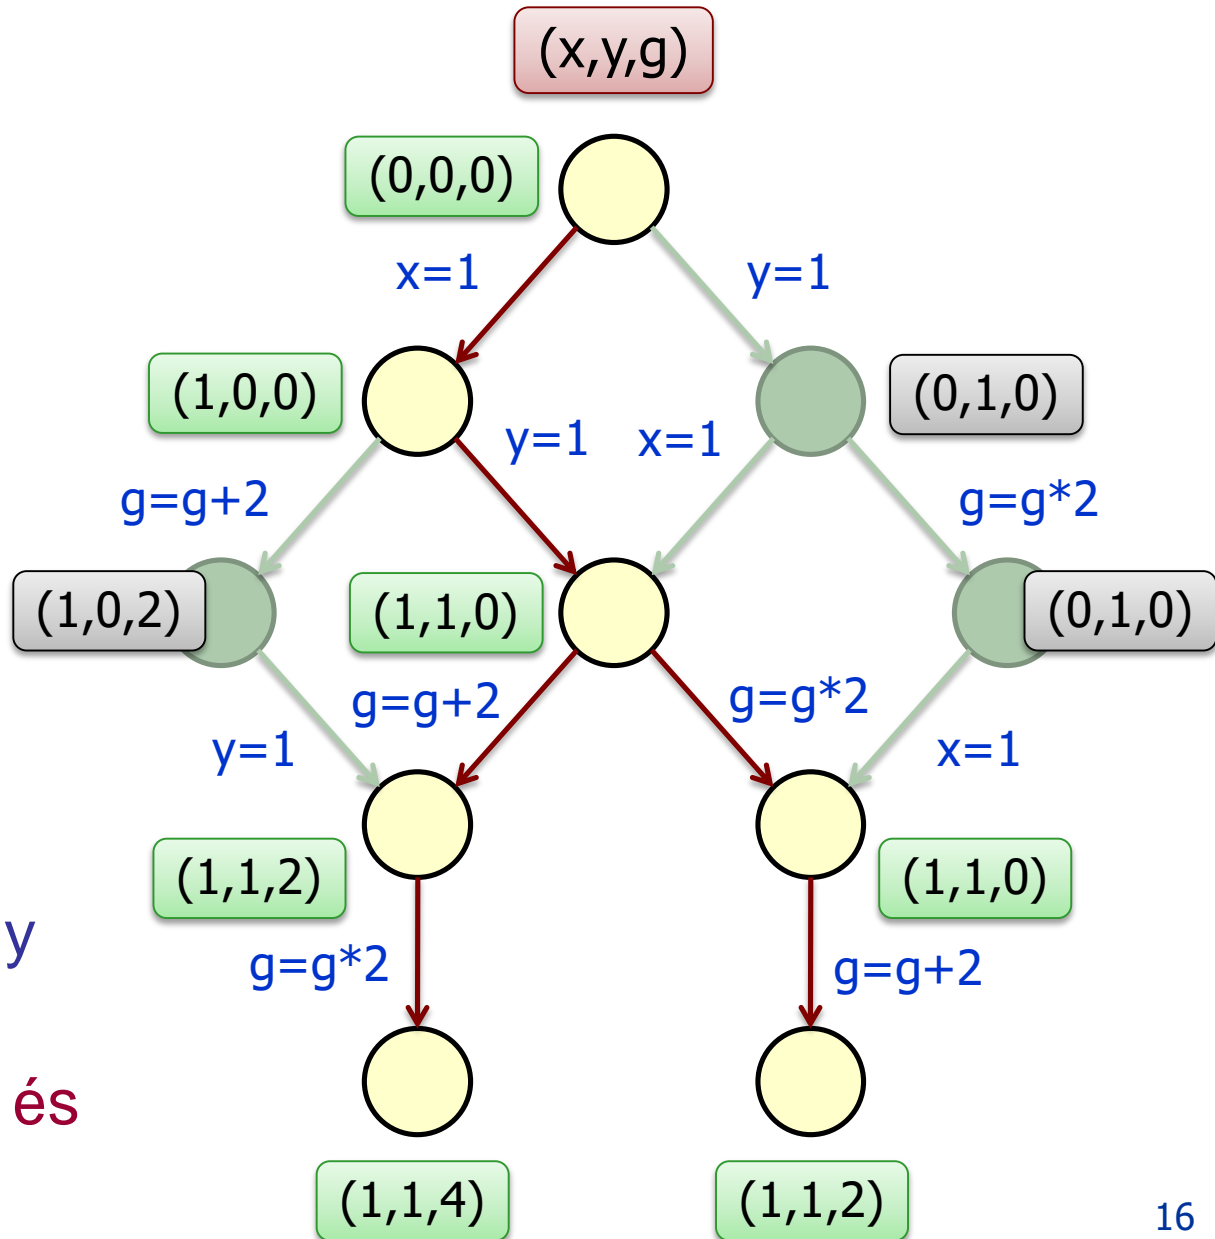 (x,y,g)
(0,0,0)
x=1
y=1
(1,0,0)
(0,1,0)
y=1
x=1
g=g+2
g=g*2
(1,0,2)
(1,1,0)
(0,1,0)
g=g+2
g=g*2
y=1
x=1
(1,1,2)
(1,1,0)
y
g=g*2
g=g+2
és
(1,1,4)
(1,1,2)
16